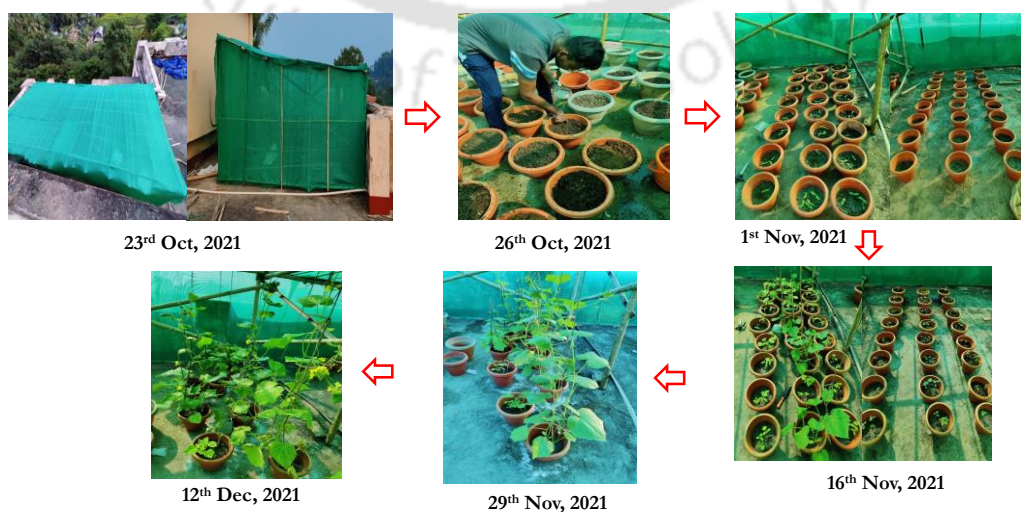 23rd Oct, 2021
26th Oct, 2021
1st Nov, 2021
16th Nov, 2021
29th Nov, 2021
12th Dec, 2021